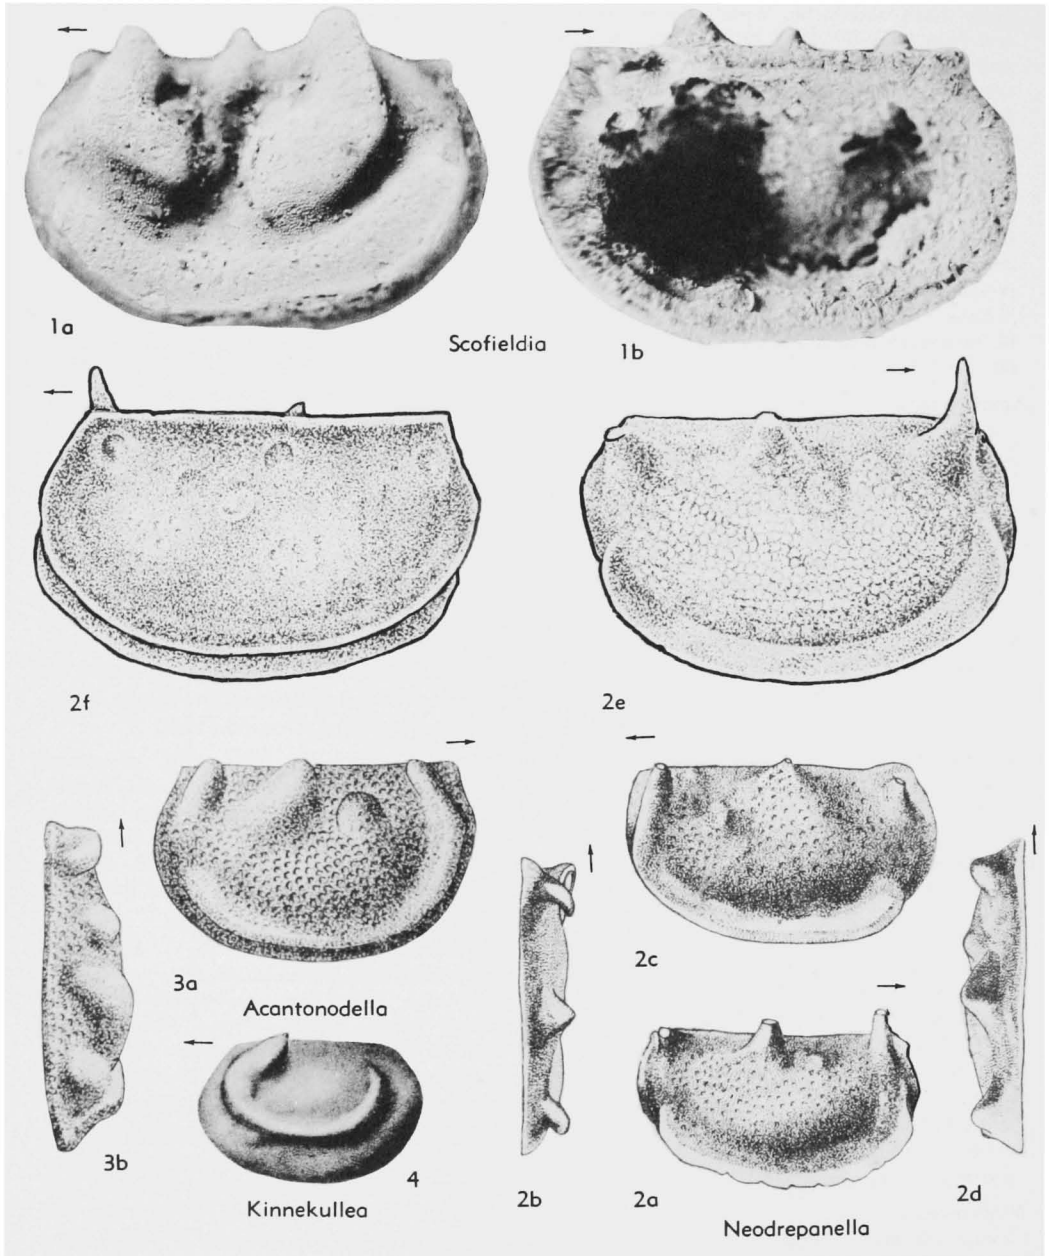 1a
Scofieldia
1b
2f
2e
3a
2c
Acantonodella
3b
4
2b
2a
2d
Kinnekullea
Neodrepanella